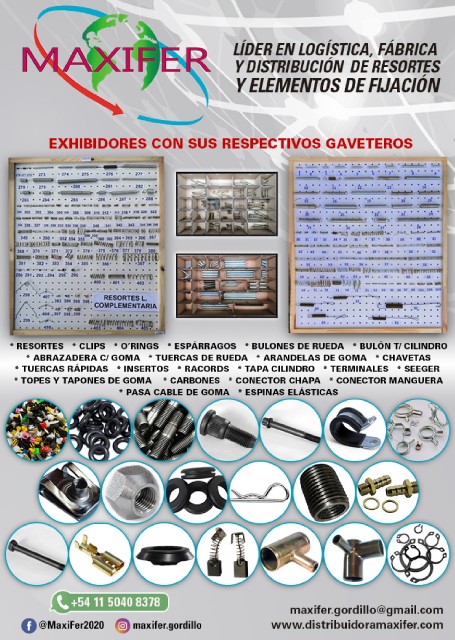 MAXIFER
LÍDER EN LOGÍSTICA, FÁBRICA
Y DISTRIBUCIÓN DE RESORTES
Y ELEMENTOS DE FIJACIÓN
EXHIBIDORES CON SUS RESPECTIVOS GAVETEROS
RESORTES L.
COMPLEMENTARIA
* RESORTES * CLIPS * O´RINGS * ESPÁRRAGOS * BULONES DE RUEDA * BULÓN T/ CILINDRO
* ABRAZADERA C/ GOMA * TUERCAS DE RUEDA * ARANDELAS DE GOMA * CHAVETAS
* TUERCAS RÁPIDAS * INSERTOS * RACORDS * TAPA CILINDRO * TERMINALES * SEEGER
* TOPES Y TAPONES DE GOMA * CARBONES * CONECTOR CHAPA * CONECTOR MANGUERA
* PASA CABLE DE GOMA * ESPINAS ELÁSTICAS
+54 11 5040 8378
@MaxiFer2020 maxifer.gordillo
maxifer.gordillo@gmail.com
www.distribuidoramaxifer.com